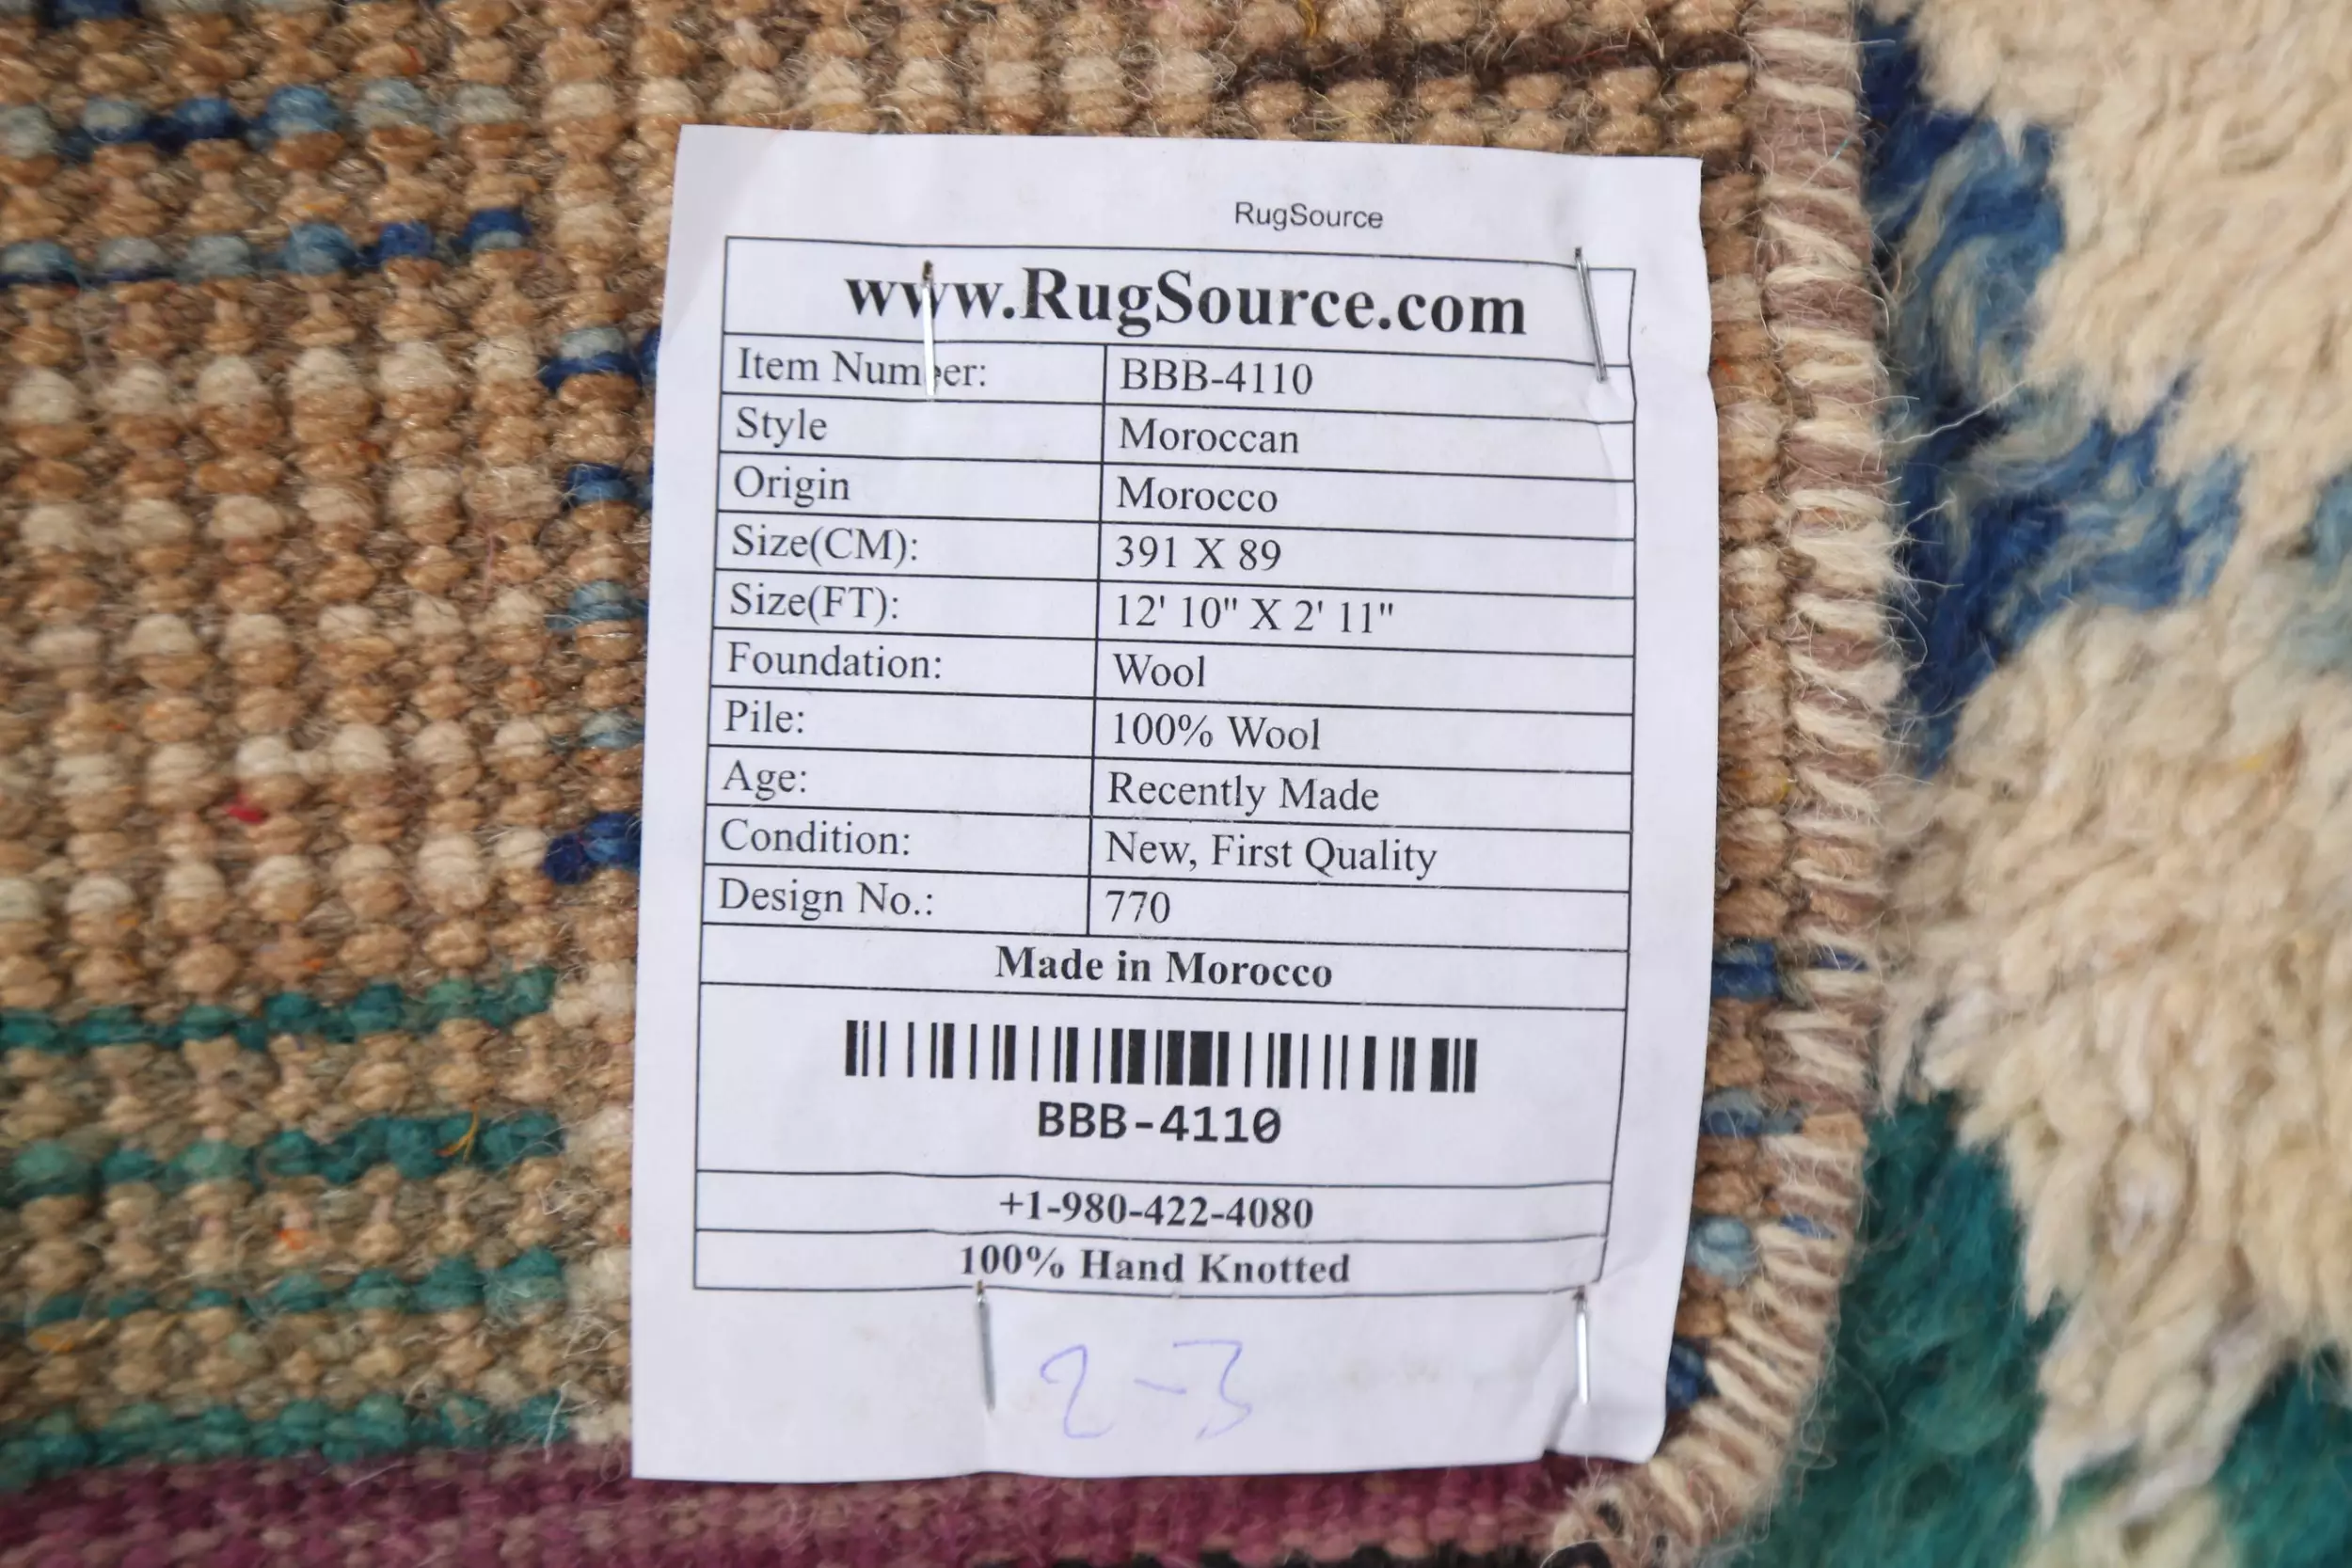 RugSource
www.RugSource.com
Item Number: BBB-4110
Style Moroccan
Origin Morocco
Size(CM): 391 X 89
Size(FT): 12' 10" X 2' 11"
Foundation: Wool
Pile: 100% Wool
Age: Recently Made
Condition: New, First Quality
Design No.: 770
Made in Morocco
BBB-4110
+1-980-422-4080
100% Hand Knotted
2-3